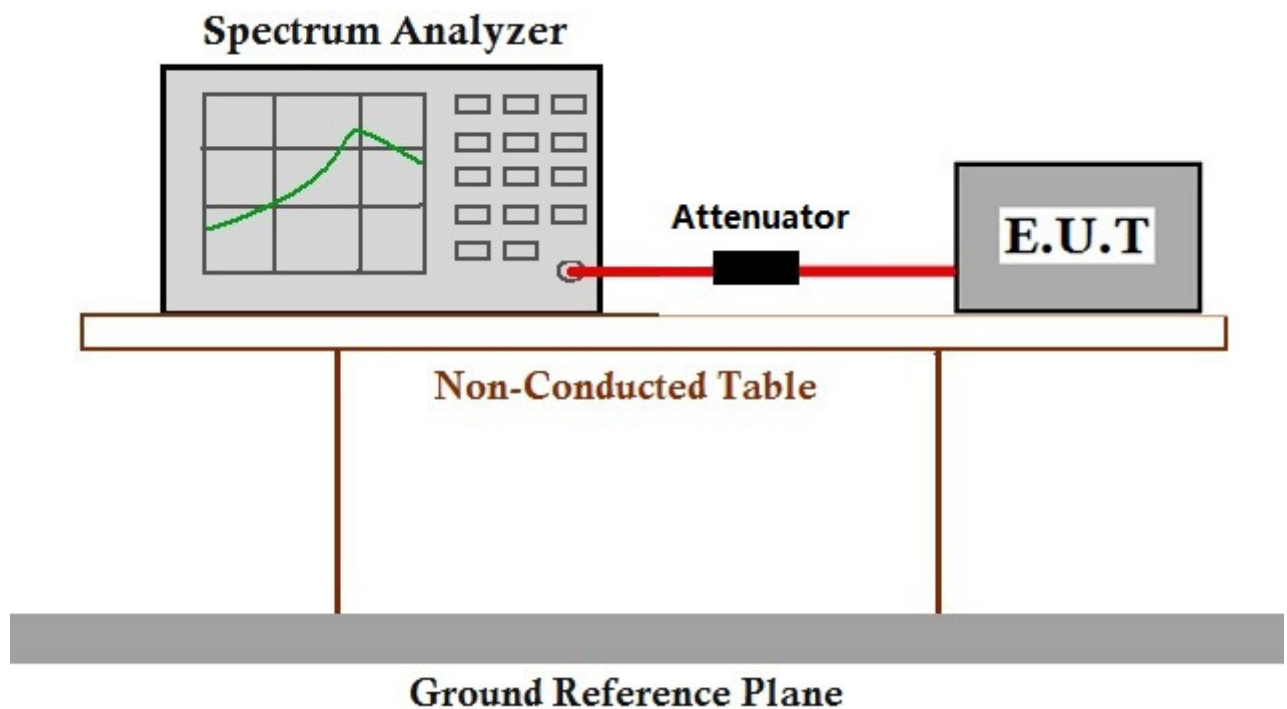 Spectrum Analyzer
Attenuator
E.U.T
Non-Conducted Table
Ground Reference Plane